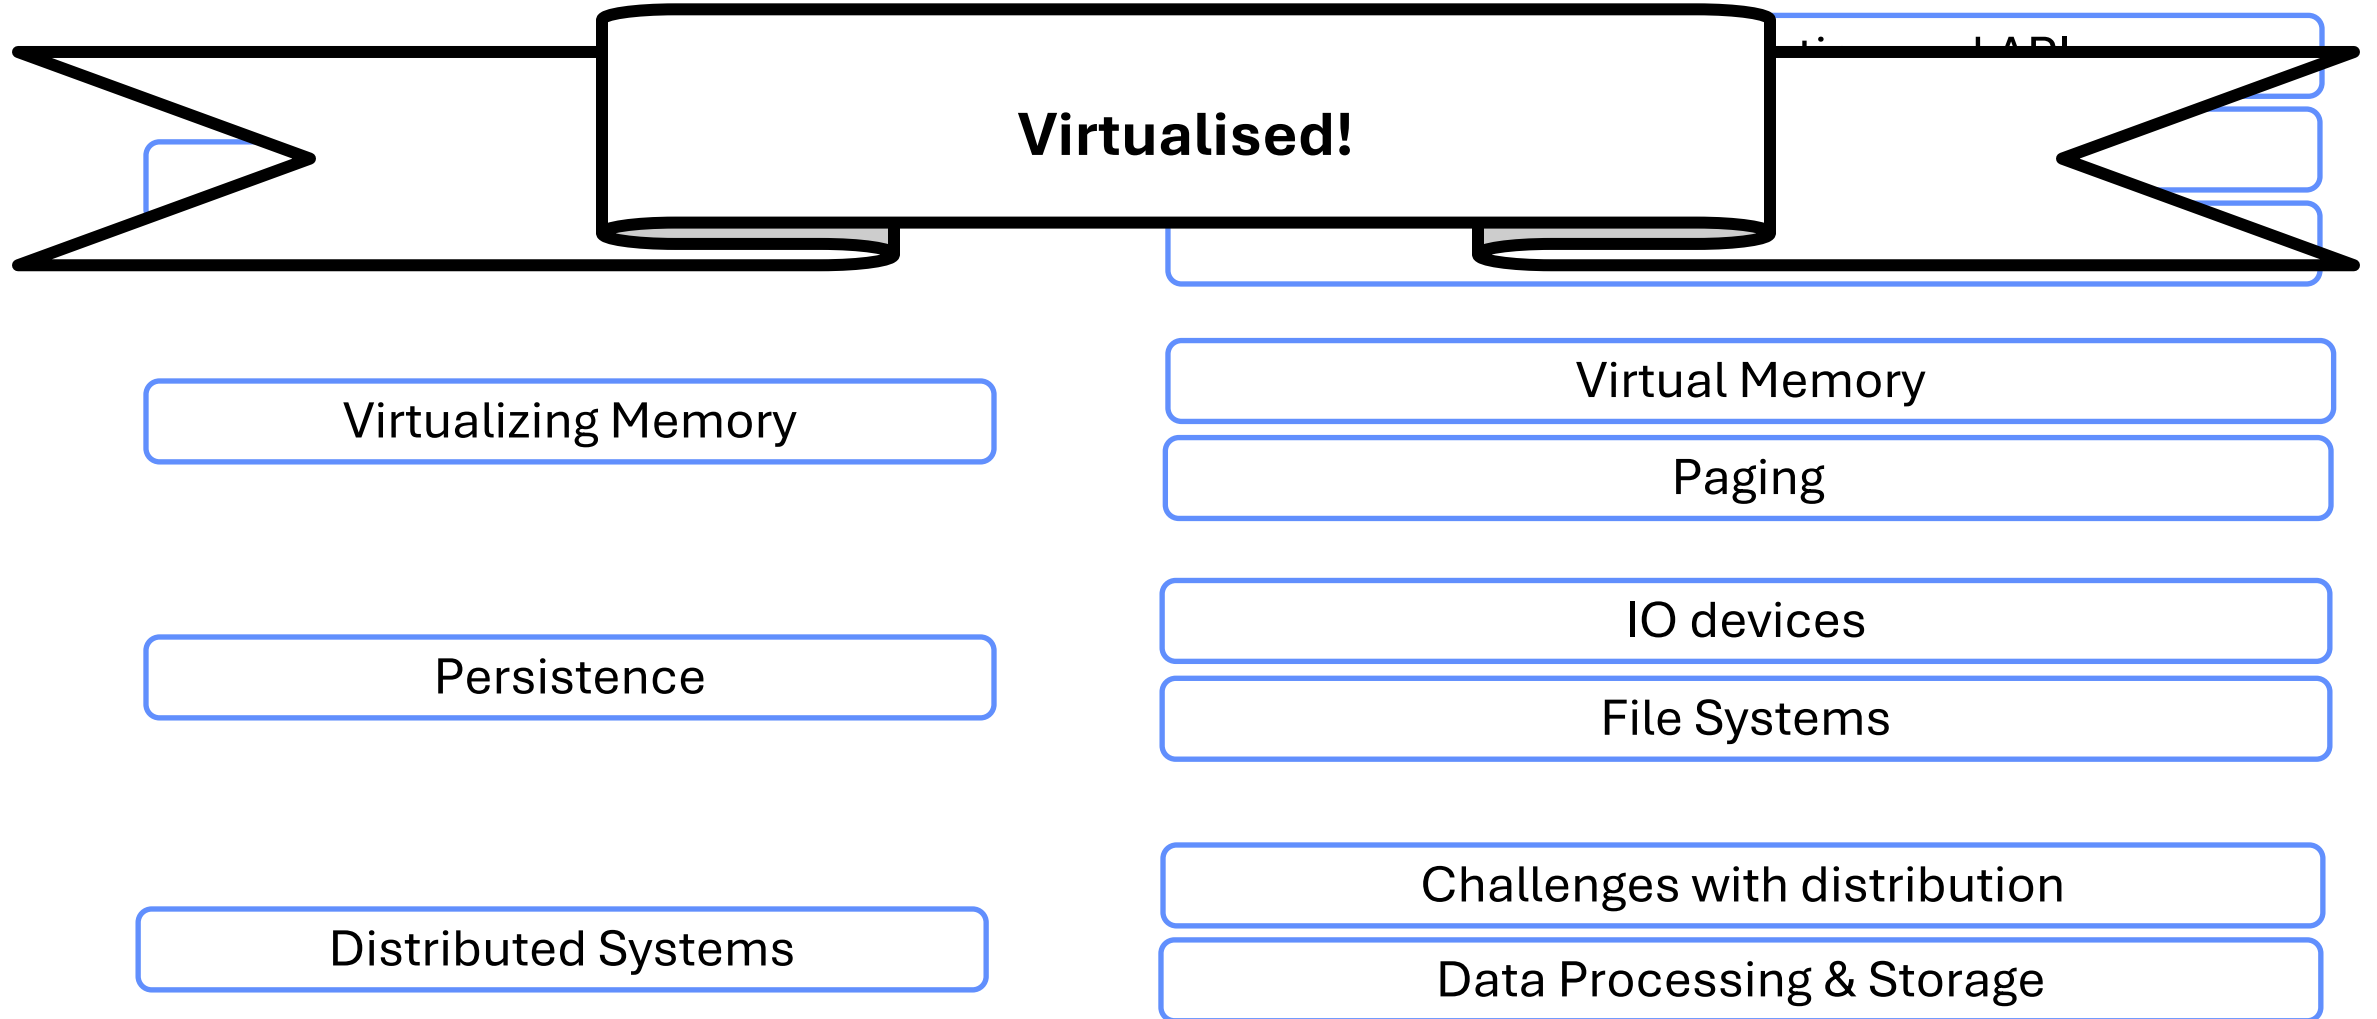 Virtualised!
Virtualizing Memory
Virtual Memory
Paging
Persistence
IO devices
File Systems
Distributed Systems
Challenges with distribution
Data Processing & Storage